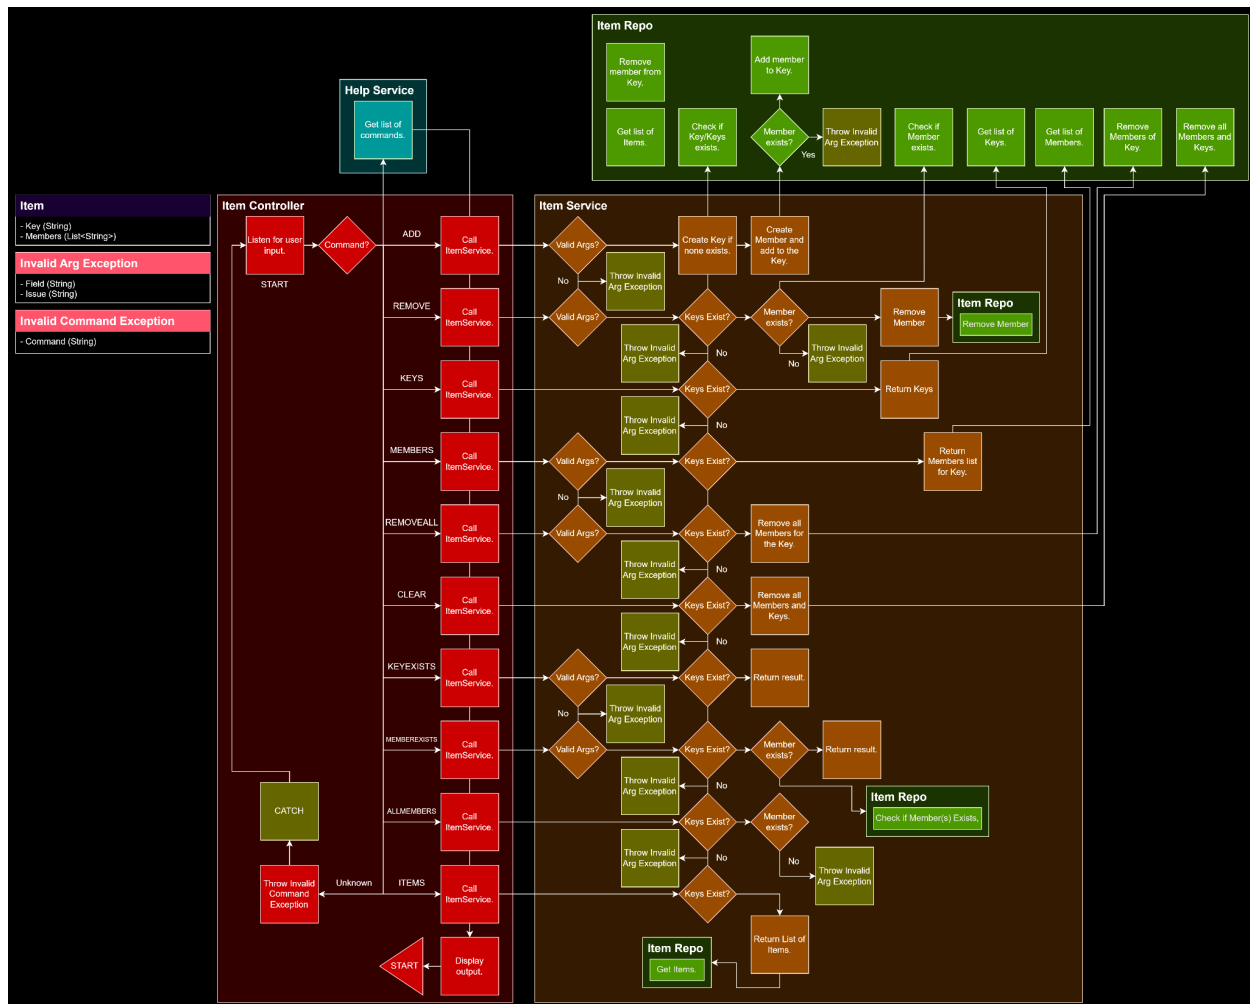 Item Repo
Remove
member from
Key.
Add member
to Key.
Get list of
Items.
Check if
Key/Keys
exists.
Member
exists?
Yes
Throw Invalid
Arg Exception
Check if
Member
exists.
Get list of
Keys.
Get list of
Members.
Remove
Members of
Key.
Remove all
Members and
Keys.
Help Service
Get list of
commands.
Item
- Key (String)
- Members (List<String>)
Invalid Arg Exception
- Field (String)
- Issue (String)
Invalid Command Exception
- Command (String)
Item Controller
Listen for user
input.
START
Command?
ADD
Call
ItemService.
REMOVE
Call
ItemService.
KEYS
Call
ItemService.
MEMBERS
Call
ItemService.
REMOVEALL
Call
ItemService.
CLEAR
Call
ItemService.
KEYEXISTS
Call
ItemService.
MEMBEREXISTS
Call
ItemService.
ALLMEMBERS
Call
ItemService.
ITEMS
Call
ItemService.
Unknown
CATCH
Throw Invalid
Command
Exception
START
Display
output.
Item Service
Valid Args?
Create Key if
none exists.
Create
Member and
add to the
Key.
No
Throw Invalid
Arg Exception
Valid Args?
Keys Exist?
Member
exists?
Remove
Member
Item Repo
Remove Member
Throw Invalid
Arg Exception
No
No
Throw Invalid
Arg Exception
Keys Exist?
Return Keys
Throw Invalid
Arg Exception
No
Valid Args?
Keys Exist?
Return
Members list
for Key.
No
Throw Invalid
Arg Exception
Valid Args?
Keys Exist?
Remove all
Members for
the Key.
Throw Invalid
Arg Exception
No
Keys Exist?
Remove all
Members and
Keys.
Throw Invalid
Arg Exception
No
Valid Args?
Keys Exist?
Return result.
No
Throw Invalid
Arg Exception
Valid Args?
Keys Exist?
Member
exists?
Return result.
Throw Invalid
Arg Exception
No
Item Repo
Check if Member(s) Exists,
Keys Exist?
Member
exists?
Throw Invalid
Arg Exception
No
No
Throw Invalid
Arg Exception
Keys Exist?
Return List of
Items.
Item Repo
Get Items.